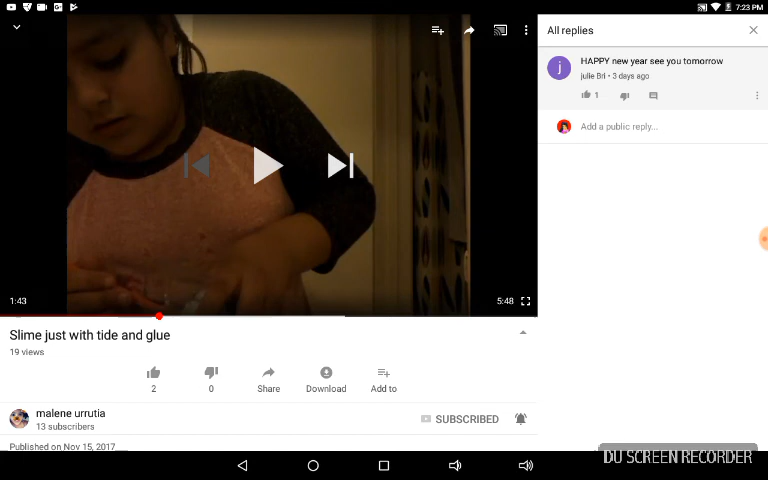 7:23 PM
All replies
HAPPY new year see you tomorrow
julie Bri • 3 days ago
1
Add a public reply...
1:43
5:48
Slime just with tide and glue
19 views
2
0
Share
Download
Add to
malene urrutia
13 subscribers
SUBSCRIBED
Published on Nov 15, 2017
DU SCREEN RECORDER